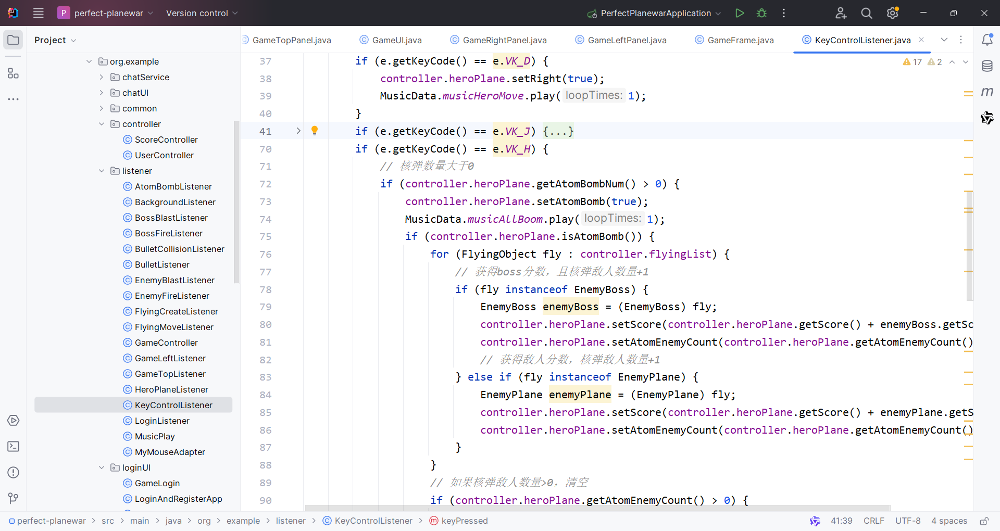 P perfect-planewar Version control PerfectPlanewarApplication
Project
GameTopPanel.java GameUI.java GameRightPanel.java GameLeftPanel.java GameFrame.java KeyControlListener.java
org.example
chatService
chatUI
common
controller
ScoreController
UserController
listener
AtomBombListener
BackgroundListener
BossBlastListener
BossFireListener
BulletCollisionListener
BulletListener
EnemyBlastListener
EnemyFireListener
FlyingCreateListener
FlyingMoveListener
GameController
GameLeftListener
GameTopListener
HeroPlaneListener
KeyControlListener
LoginListener
MusicPlay
MyMouseAdapter
loginUI
GameLogin
LoginAndRegisterApp
17 2
37 if (e.getKeyCode() == e.VK_D) {
38 controller.heroPlane.setRight(true);
39 MusicData.musicHeroMove.play( loopTimes: 1);
40 }
41 if (e.getKeyCode() == e.VK_J) {...}
70 if (e.getKeyCode() == e.VK_H) {
71 // 核弹数量大于0
72 if (controller.heroPlane.getAtomBombNum() > 0) {
73 controller.heroPlane.setAtomBomb(true);
74 MusicData.musicAllBoom.play( loopTimes: 1);
75 if (controller.heroPlane.isAtomBomb()) {
76 for (FlyingObject fly : controller.flyingList) {
77 // 获得boss分数，且核弹敌人数量+1
78 if (fly instanceof EnemyBoss) {
79 EnemyBoss enemyBoss = (EnemyBoss) fly;
80 controller.heroPlane.setScore(controller.heroPlane.getScore() + enemyBoss.getSc
81 controller.heroPlane.setAtomEnemyCount(controller.heroPlane.getAtomEnemyCount()
82 // 获得敌人分数，核弹敌人数量+1
83 } else if (fly instanceof EnemyPlane) {
84 EnemyPlane enemyPlane = (EnemyPlane) fly;
85 controller.heroPlane.setScore(controller.heroPlane.getScore() + enemyPlane.getS
86 controller.heroPlane.setAtomEnemyCount(controller.heroPlane.getAtomEnemyCount()
87 }
88 }
89 // 如果核弹敌人数量>0，清空
90 if (controller.heroPlane.getAtomEnemyCount() > 0) {
perfect-planewar > src > main > java > org > example > listener > KeyControlListener > keyPressed 41:39 CRLF UTF-8 4 spaces